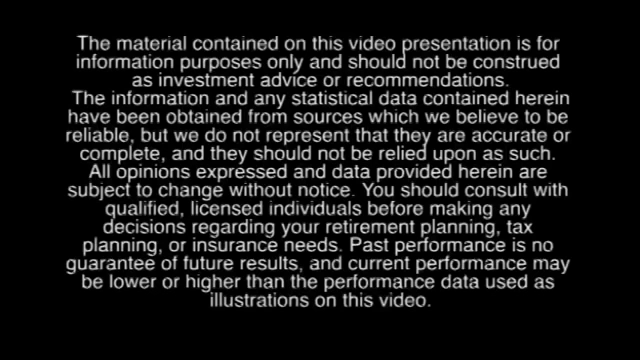 The material contained on this video presentation is for
information purposes only and should not be construed
as investment advice or recommendations.
The information and any statistical data contained herein
have been obtained from sources which we believe to be
reliable, but we do not represent that they are accurate or
complete, and they should not be relied upon as such.
All opinions expressed and data provided herein are
subject to change without notice. You should consult with
qualified, licensed individuals before making any
decisions regarding your retirement planning, tax
planning, or insurance needs. Past performance is no
guarantee of future results, and current performance may
be lower or higher than the performance data used as
illustrations on this video.